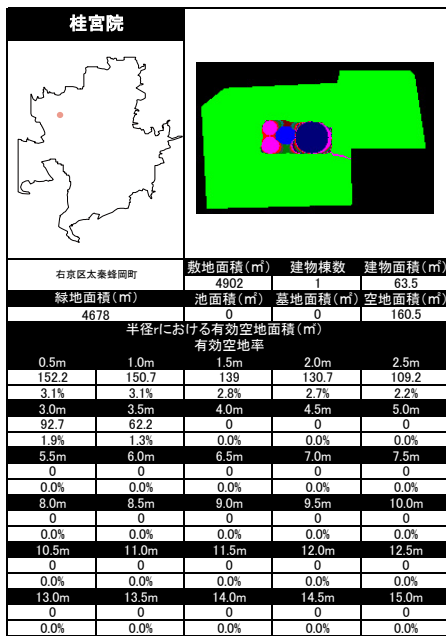 桂宮院
右京区太秦蜂岡町
敷地面積(㎡) 建物棟数 建物面積(㎡)
4902 1 63.5
緑地面積(㎡) 池面積(㎡) 墓地面積(㎡) 空地面積(㎡)
4678 0 0 160.5
半径rにおける有効空地面積(㎡)
有効空地率
0.5m 1.0m 1.5m 2.0m 2.5m
152.2 150.7 139 130.7 109.2
3.1% 3.1% 2.8% 2.7% 2.2%
3.0m 3.5m 4.0m 4.5m 5.0m
92.7 62.2 0 0 0
1.9% 1.3% 0.0% 0.0% 0.0%
5.5m 6.0m 6.5m 7.0m 7.5m
0 0 0 0 0
0.0% 0.0% 0.0% 0.0% 0.0%
8.0m 8.5m 9.0m 9.5m 10.0m
0 0 0 0 0
0.0% 0.0% 0.0% 0.0% 0.0%
10.5m 11.0m 11.5m 12.0m 12.5m
0 0 0 0 0
0.0% 0.0% 0.0% 0.0% 0.0%
13.0m 13.5m 14.0m 14.5m 15.0m
0 0 0 0 0
0.0% 0.0% 0.0% 0.0% 0.0%